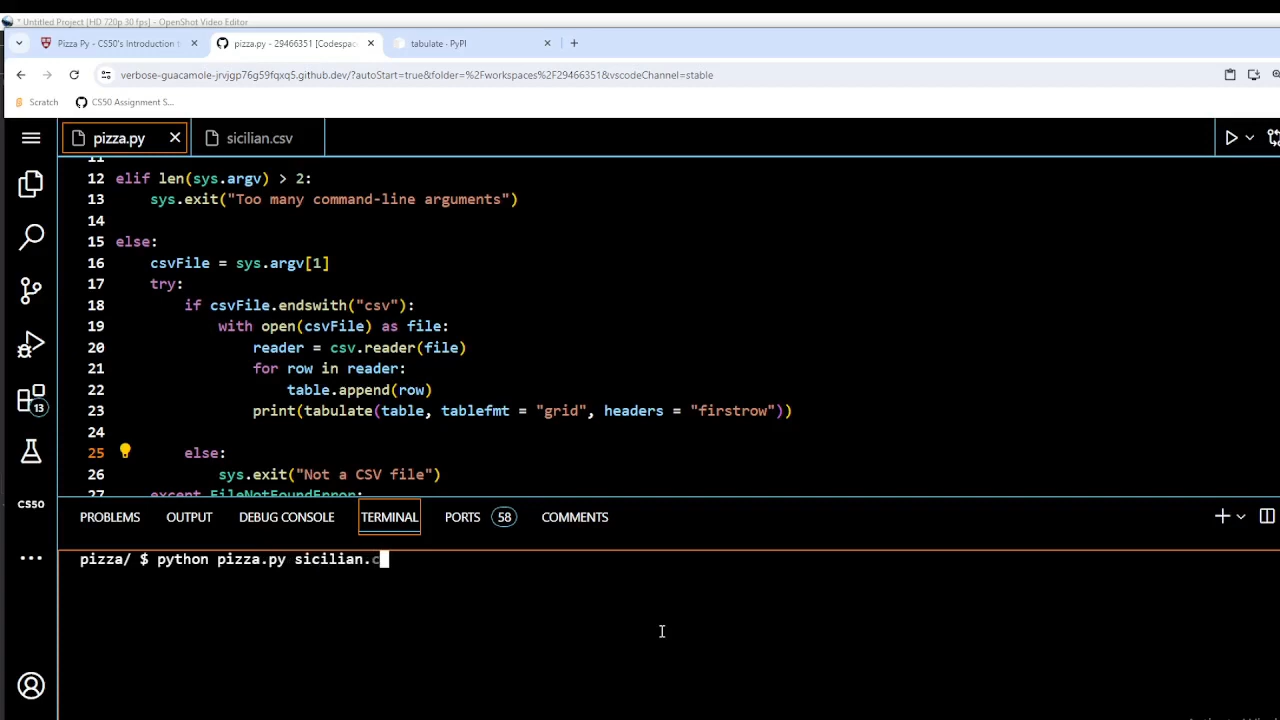 * Untitled Project [HD 720p 30 fps] - OpenShot Video Editor
Pizza Py - CS50's Introduction t
pizza.py - 29466351 [Codespac
tabulate · PyPI
verbose-guacamole-jrvjgp76g59fqxq5.github.dev/?autoStart=true&folder=%2Fworkspaces%2F29466351&vscodeChannel=stable
Scratch
CS50 Assignment S...
pizza.py
sicilian.csv
11
12 elif len(sys.argv) > 2:
13 sys.exit("Too many command-line arguments")
14
15 else:
16 csvFile = sys.argv[1]
17 try:
18 if csvFile.endswith("csv"):
19 with open(csvFile) as file:
20 reader = csv.reader(file)
21 for row in reader:
22 table.append(row)
23 print(tabulate(table, tablefmt = "grid", headers = "firstrow"))
24
25 else:
26 sys.exit("Not a CSV file")
27 except FileNotFoundError:
13
CS50
PROBLEMS OUTPUT DEBUG CONSOLE TERMINAL PORTS 58 COMMENTS
pizza/ $ python pizza.py sicilian.c